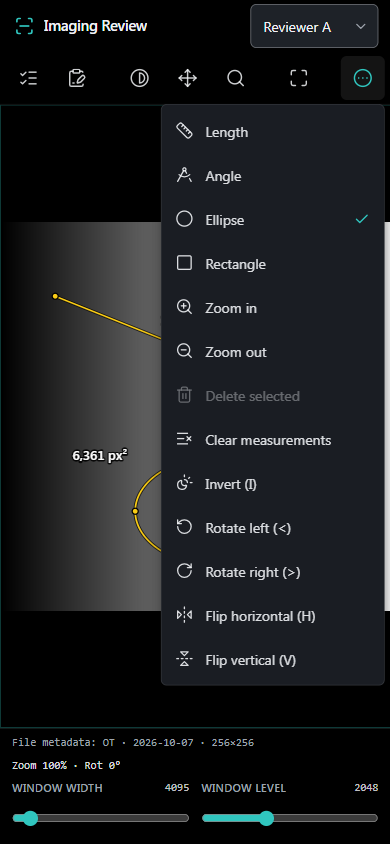 Imaging Review
Reviewer A
Length
Angle
Ellipse
Rectangle
Zoom in
Zoom out
Delete selected
Clear measurements
Invert (I)
Rotate left (<)
Rotate right (>)
Flip horizontal (H)
Flip vertical (V)
6,361 px²
File metadata: OT · 2026-10-07 · 256×256
Zoom 100% · Rot 0°
WINDOW WIDTH 4095 WINDOW LEVEL 2048